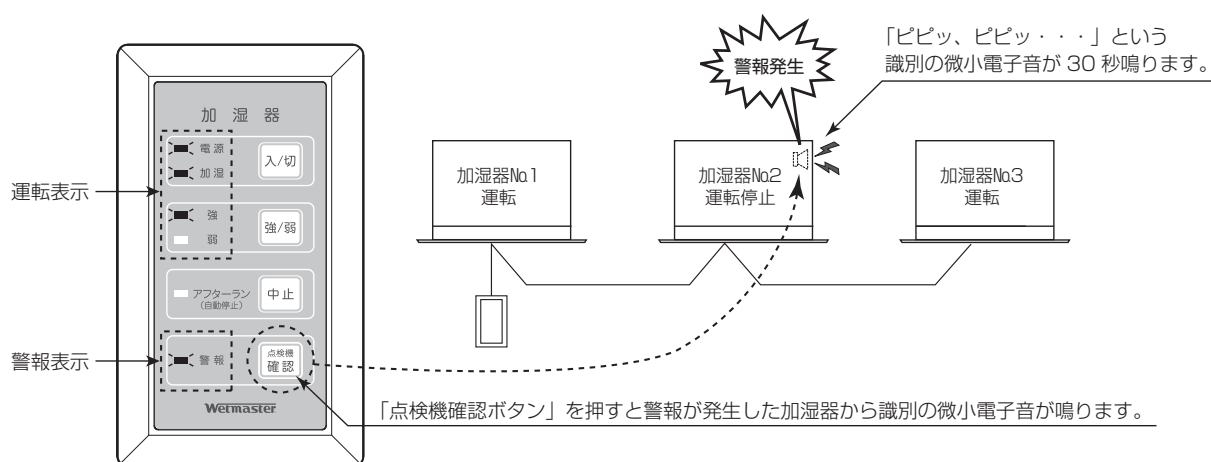 「ピピッ、ピピッ・・・」という
識別の微小電子音が 30 秒鳴ります。
警報発生
加湿器
電源
加湿
入/切
運転表示
強
弱
強/弱
アフターラン
(自動停止)
中止
警報表示
警報
点検機
確認
Wetmaster
加湿器№1
運転
加湿器№2
運転停止
加湿器№3
運転
「点検機確認ボタン」を押すと警報が発生した加湿器から識別の微小電子音が鳴ります。